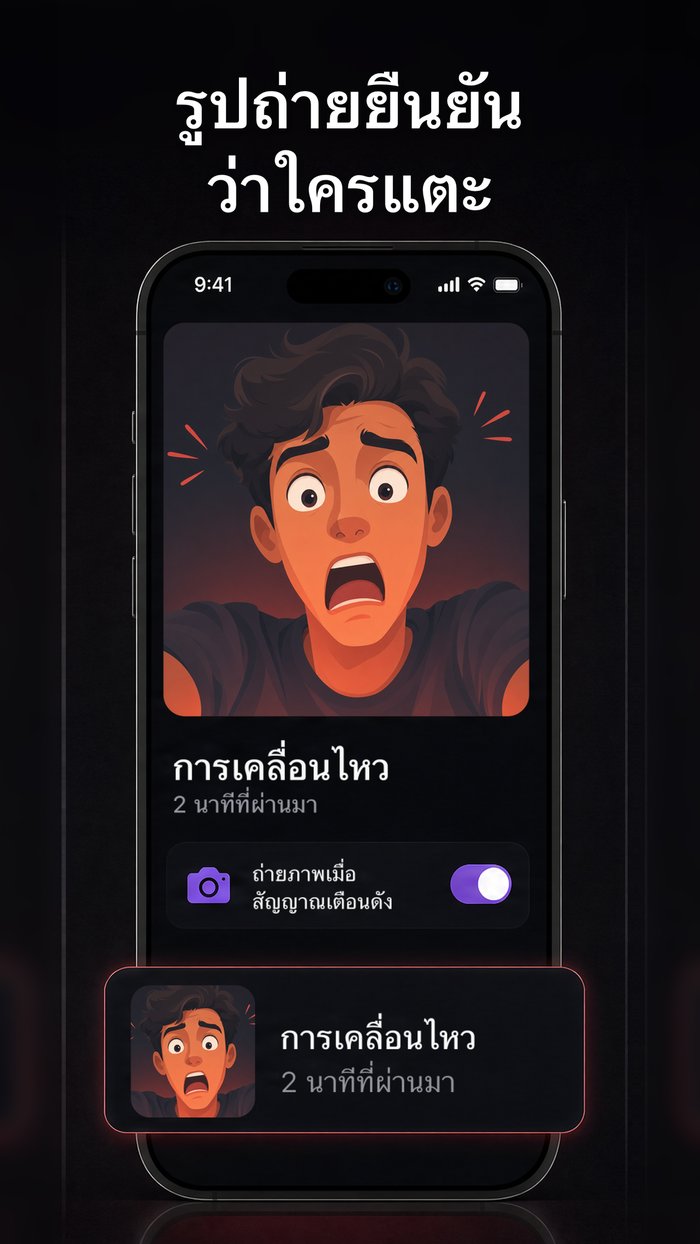 รูปถ่ายยืนยัน
ว่าใครแตะ
9:41
การเคลื่อนไหว
2 นาทีที่ผ่านมา
ถ่ายภาพเมื่อ
สัญญาณเตือนดัง
การเคลื่อนไหว
2 นาทีที่ผ่านมา